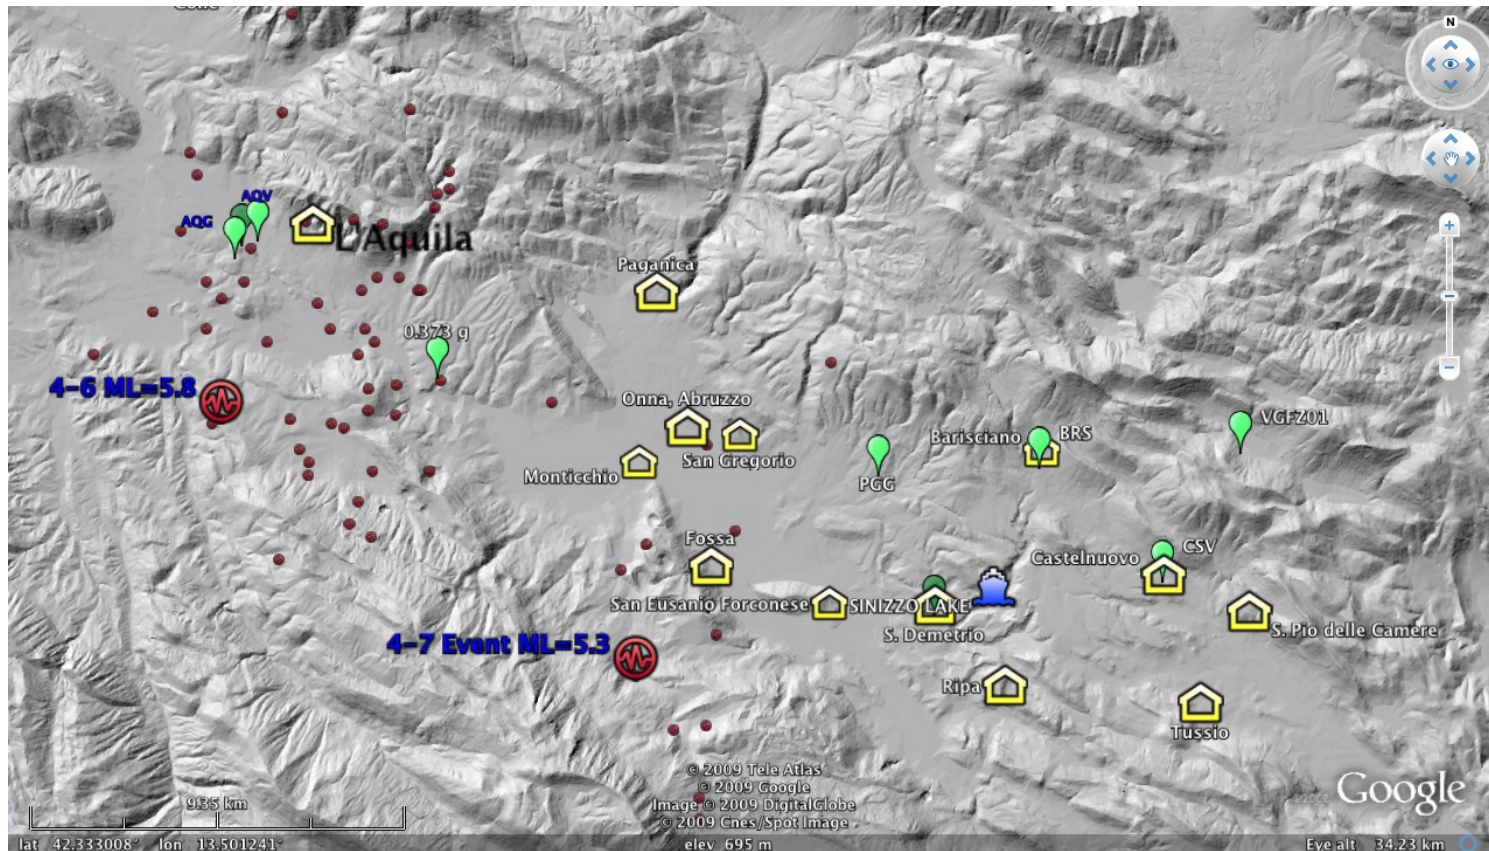 N
AQV
AQG
L'Aquila
Paganica
0.373 g
4-6 ML=5.8
Onna, Abruzzo
VGFZ01
Barisciano
BRS
San Gregorio
Monticchio
PGG
Fossa
CSV
Castelnuovo
San Eusanio Forconese
SINIZZO LAKE
S. Demetrio
S. Pio delle Camere
4-7 Event ML=5.3
Ripa
Tussio
© 2009 Tele Atlas
© 2009 Google
Image © 2009 DigitalGlobe
© 2009 Cnes/Spot Image
Google
9.35 km
lat 42.333008° lon 13.501241°
elev 695 m
Eye alt 34.23 km